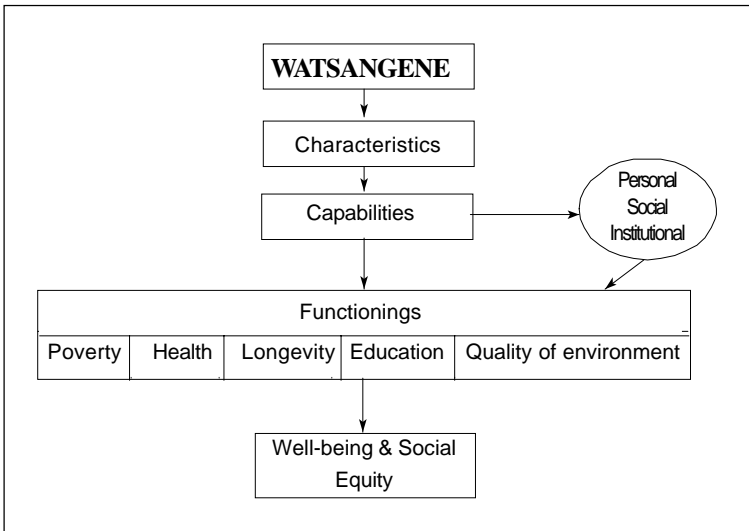 WATSANGENE
Characteristics
Capabilities
Personal
Social
Institutional
Functionings
Poverty Health Longevity Education Quality of environment
Well-being & Social
Equity